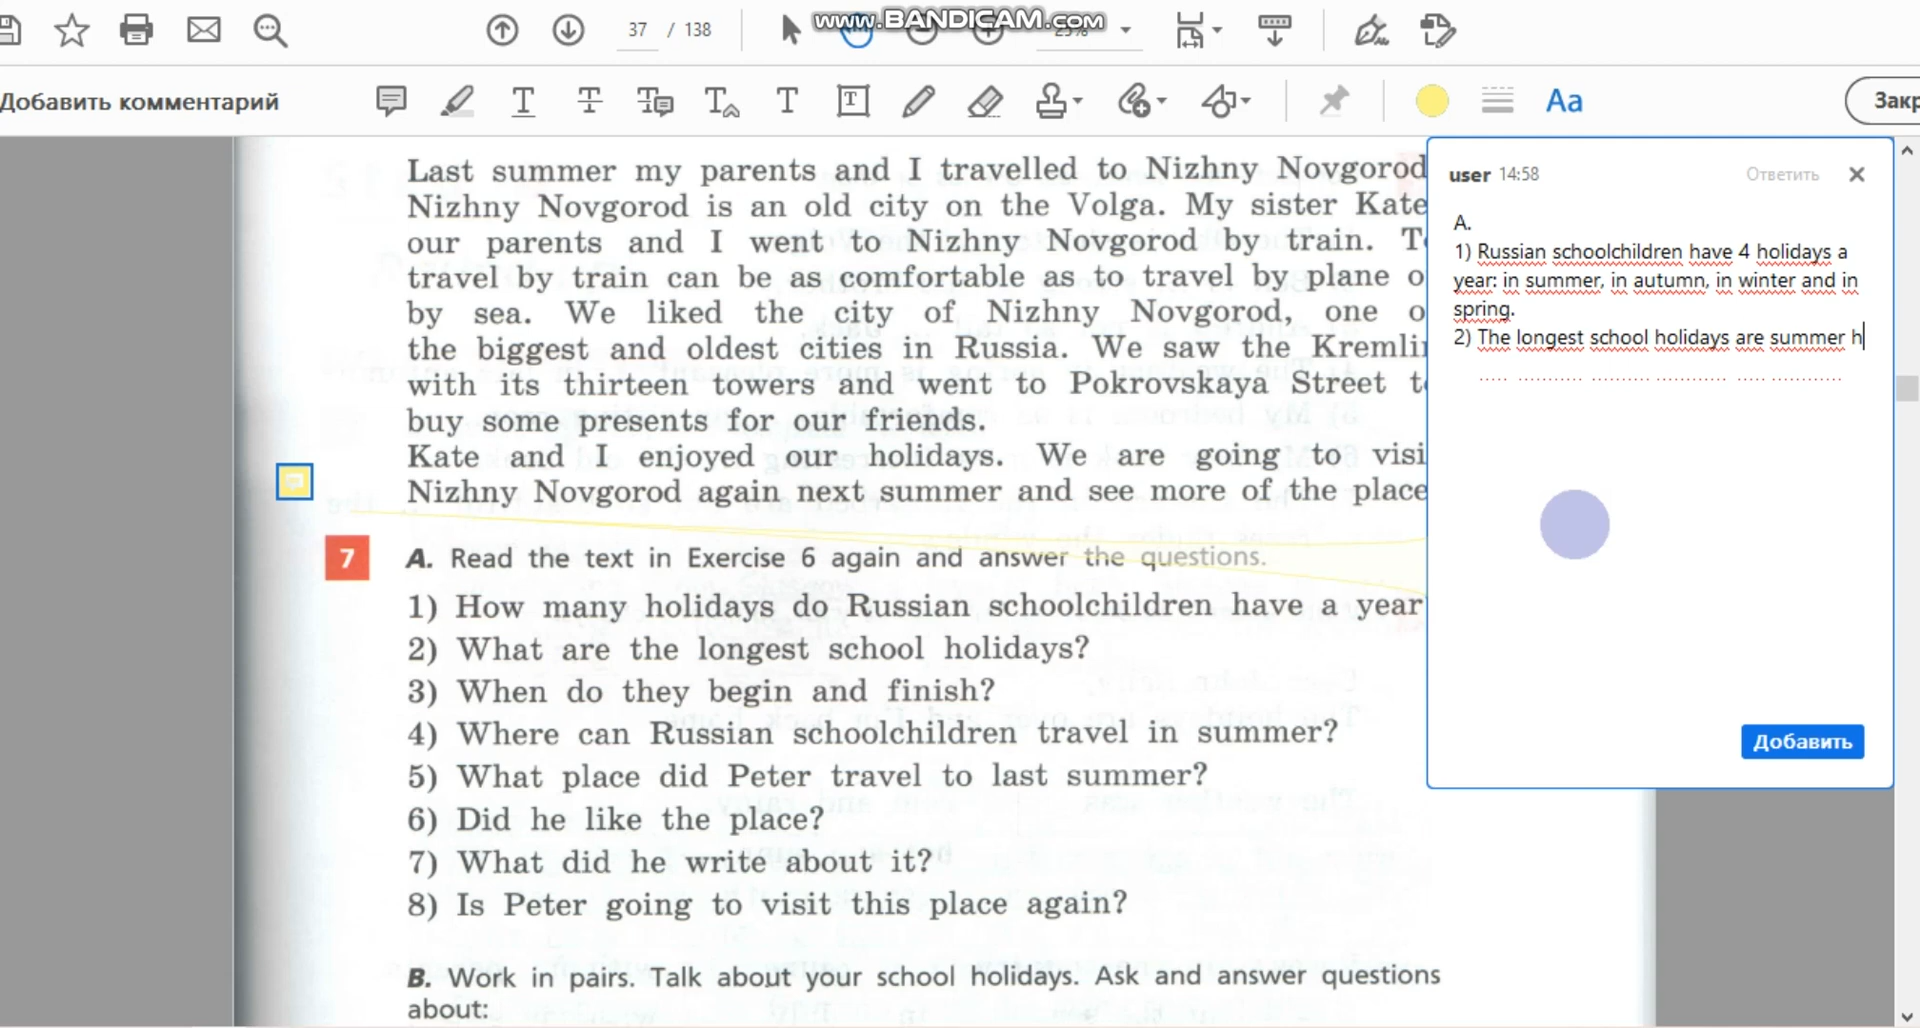 37 / 138
www.BANDICAM.com
25%
Добавить комментарий
Aa
Закр
Last summer my parents and I travelled to Nizhny Novgorod
Nizhny Novgorod is an old city on the Volga. My sister Kate
our parents and I went to Nizhny Novgorod by train. T
travel by train can be as comfortable as to travel by plane o
by sea. We liked the city of Nizhny Novgorod, one o
the biggest and oldest cities in Russia. We saw the Kremli
with its thirteen towers and went to Pokrovskaya Street t
buy some presents for our friends.
Kate and I enjoyed our holidays. We are going to visi
Nizhny Novgorod again next summer and see more of the place
7 A. Read the text in Exercise 6 again and answer the questions.
1) How many holidays do Russian schoolchildren have a year
2) What are the longest school holidays?
3) When do they begin and finish?
4) Where can Russian schoolchildren travel in summer?
5) What place did Peter travel to last summer?
6) Did he like the place?
7) What did he write about it?
8) Is Peter going to visit this place again?
B. Work in pairs. Talk about your school holidays. Ask and answer questions
about:
user 14:58 Ответить
A.
1) Russian schoolchildren have 4 holidays a
year: in summer, in autumn, in winter and in
spring.
2) The longest school holidays are summer h
Добавить